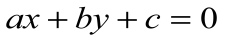 ax + by + c = 0